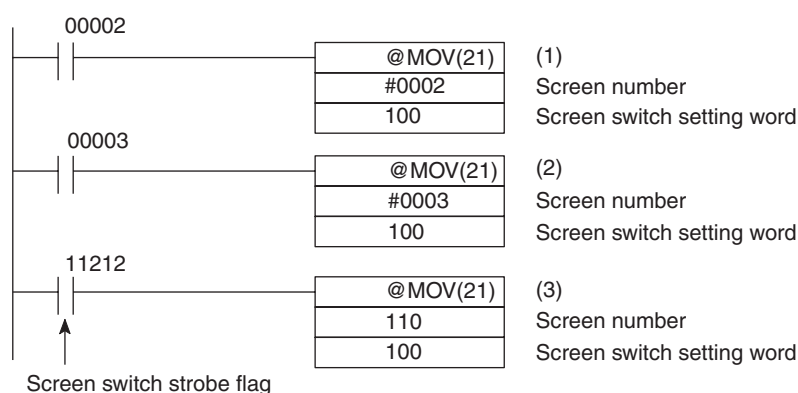 00002
@MOV(21) (1)
#0002 Screen number
100 Screen switch setting word
00003
@MOV(21) (2)
#0003 Screen number
100 Screen switch setting word
11212
@MOV(21) (3)
110 Screen number
100 Screen switch setting word
Screen switch strobe flag